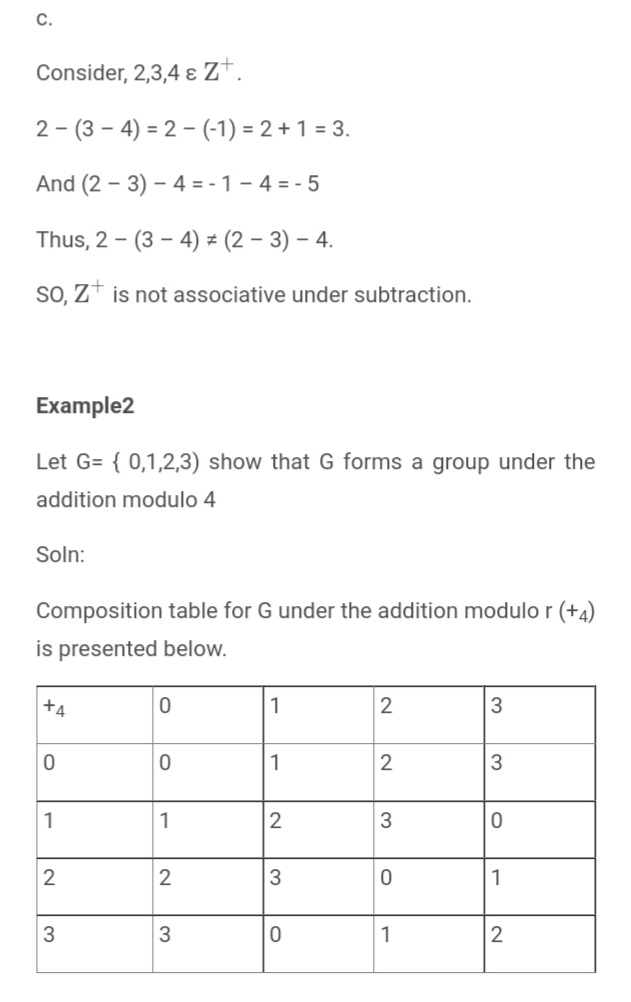 c.
Consider, 2,3,4 ε Z⁺.
2 – (3 – 4) = 2 – (-1) = 2 + 1 = 3.
And (2 – 3) – 4 = - 1 – 4 = - 5
Thus, 2 – (3 – 4) ≠ (2 – 3) – 4.
SO, Z⁺ is not associative under subtraction.
Example2
Let G= { 0,1,2,3) show that G forms a group under the
addition modulo 4
Soln:
Composition table for G under the addition modulo r (+₄)
is presented below.
+₄ 0 1 2 3
0 0 1 2 3
1 1 2 3 0
2 2 3 0 1
3 3 0 1 2